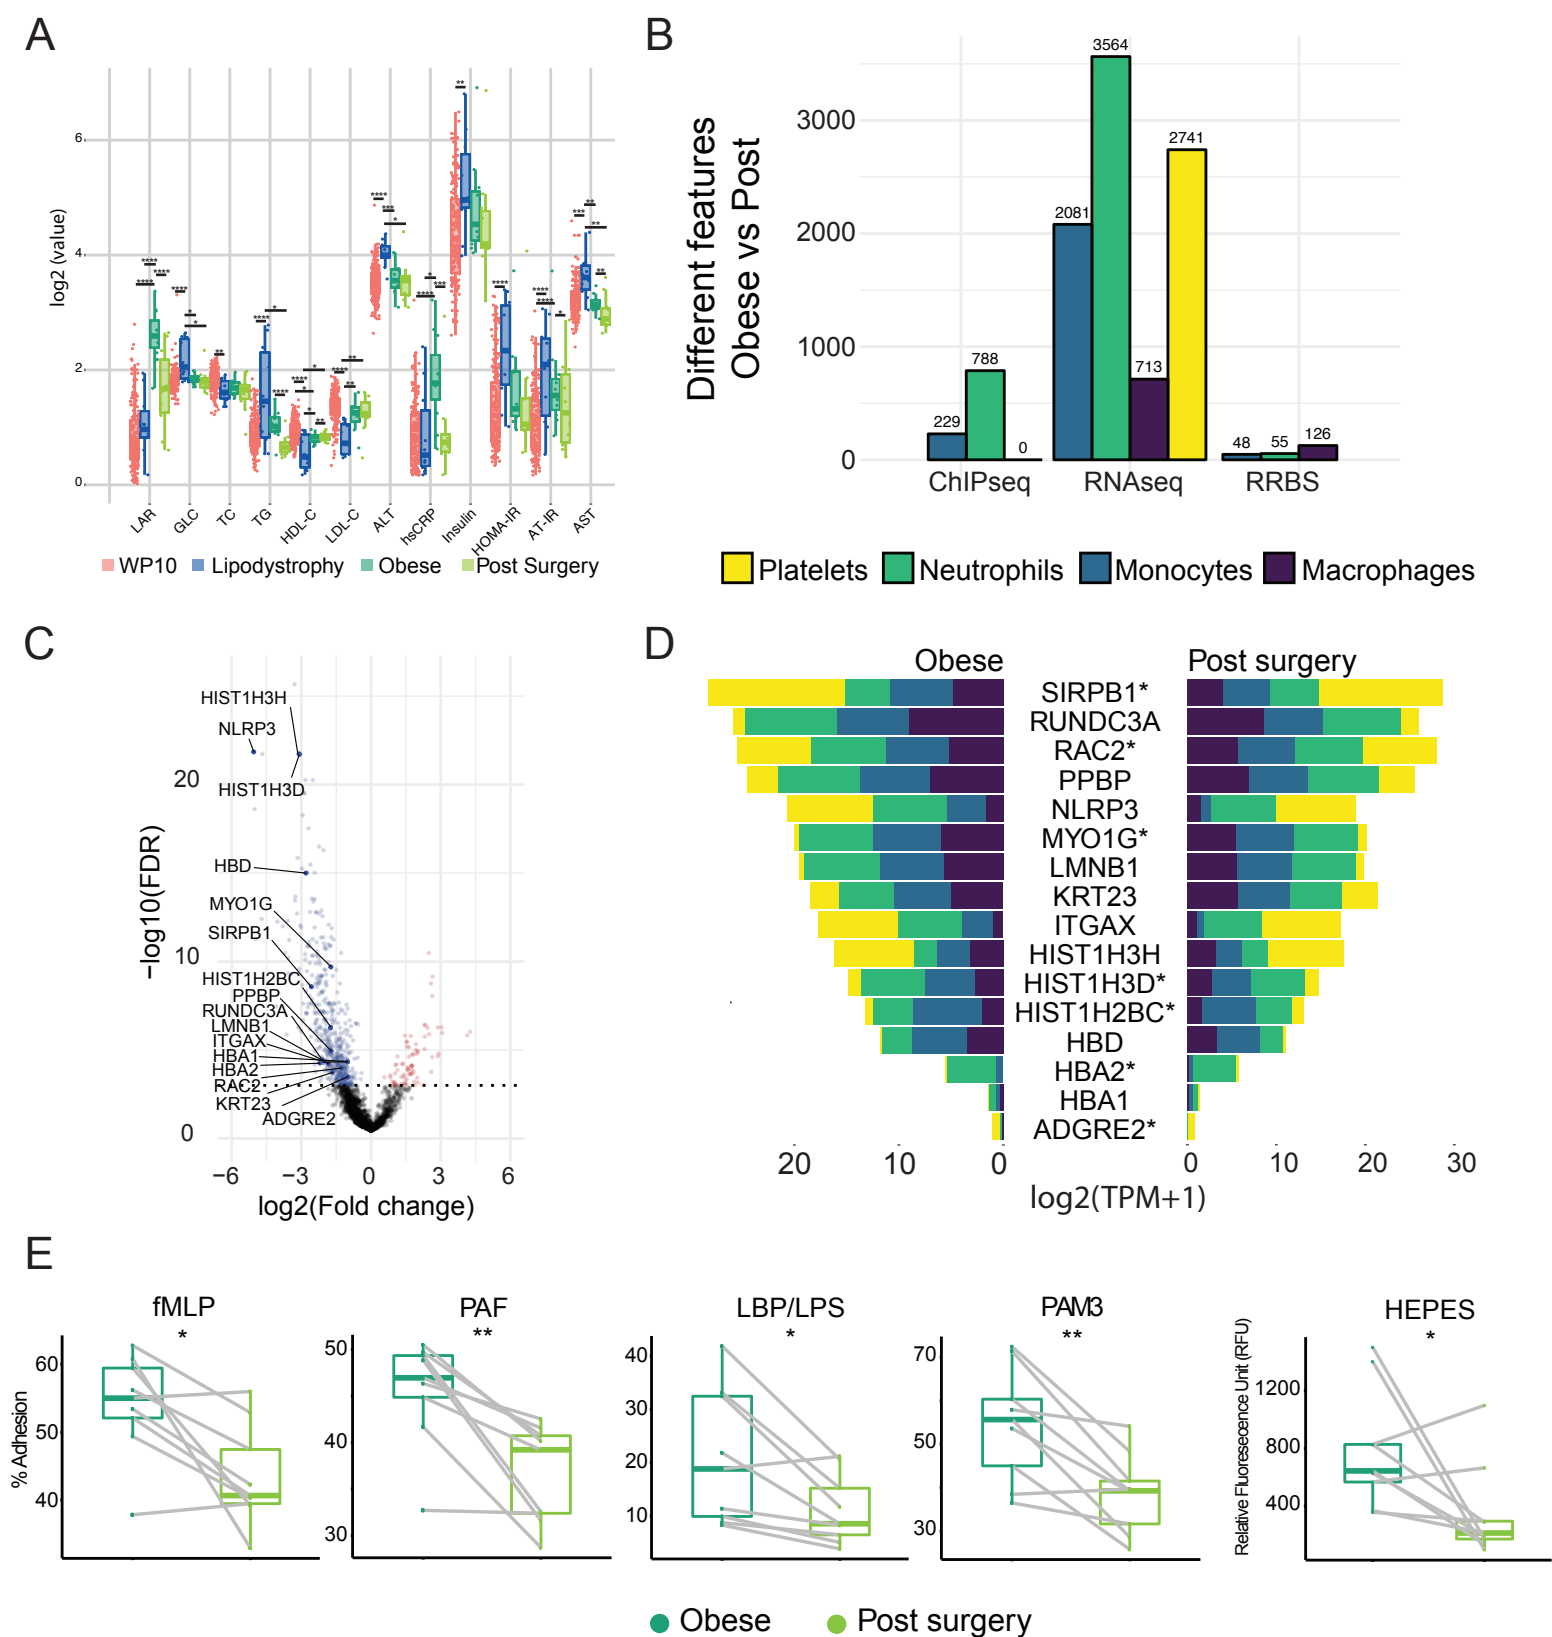 A
log2 (value)
6
4
2
0
LAR
GLC
TC
TG
HDL-C
LDL-C
ALT
hsCRP
Insulin
HOMA-IR
AT-IR
AST
WP10
Lipodystrophy
Obese
Post Surgery
B
Different features
Obese vs Post
3000
2000
1000
0
229
788
0
2081
3564
713
2741
48
55
126
ChIPseq
RNAseq
RRBS
Platelets
Neutrophils
Monocytes
Macrophages
C
−log10(FDR)
20
10
0
HIST1H3H
NLRP3
HIST1H3D
HBD
MYO1G
SIRPB1
HIST1H2BC
PPBP
RUNDC3A
LMNB1
ITGAX
HBA1
HBA2
RAC2
KRT23
ADGRE2
−6
−3
0
3
6
log2(Fold change)
D
Obese
Post surgery
SIRPB1*
RUNDC3A
RAC2*
PPBP
NLRP3
MYO1G*
LMNB1
KRT23
ITGAX
HIST1H3H
HIST1H3D*
HIST1H2BC*
HBD
HBA2*
HBA1
ADGRE2*
20
10
0
0
10
20
30
log2(TPM+1)
E
fMLP
*
% Adhesion
60
50
40
PAF
**
50
40
30
LBP/LPS
*
40
30
20
10
PAM3
**
70
50
30
HEPES
*
Relative Fluorescence Unit (RFU)
1200
800
400
Obese
Post surgery